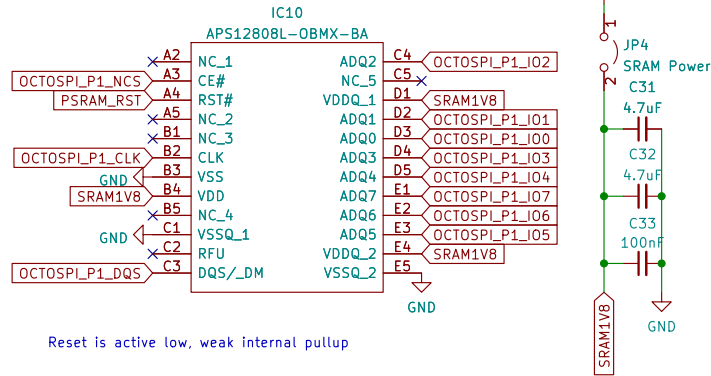 IC10
APS12808L-OBMX-BA
A2 NC_1 ADQ2 C4 OCTOSPI_P1_IO2
OCTOSPI_P1_NCS A3 CE# NC_5 C5
PSRAM_RST A4 RST# VDDQ_1 D1 SRAM1V8
A5 NC_2 ADQ1 D2 OCTOSPI_P1_IO1
B1 NC_3 ADQ0 D3 OCTOSPI_P1_IO0
OCTOSPI_P1_CLK B2 CLK ADQ3 D4 OCTOSPI_P1_IO3
GND B3 VSS ADQ4 D5 OCTOSPI_P1_IO4
SRAM1V8 B4 VDD ADQ7 E1 OCTOSPI_P1_IO7
B5 NC_4 ADQ6 E2 OCTOSPI_P1_IO6
GND C1 VSSQ_1 ADQ5 E3 OCTOSPI_P1_IO5
C2 RFU VDDQ_2 E4 SRAM1V8
OCTOSPI_P1_DQS C3 DQS/_DM VSSQ_2 E5
GND
Reset is active low, weak internal pullup
1
JP4
SRAM Power
2
C31
4.7uF
C32
4.7uF
C33
100nF
GND
SRAM1V8